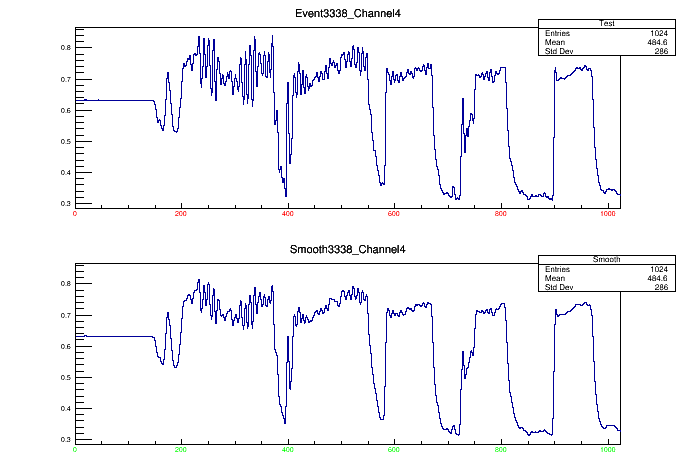 Event3338_Channel4
Test
Entries 1024
Mean 484.6
Std Dev 286
0.8
0.7
0.6
0.5
0.4
0.3
0 200 400 600 800 1000
Smooth3338_Channel4
Smooth
Entries 1024
Mean 484.6
Std Dev 286
0.8
0.7
0.6
0.5
0.4
0.3
0 200 400 600 800 1000